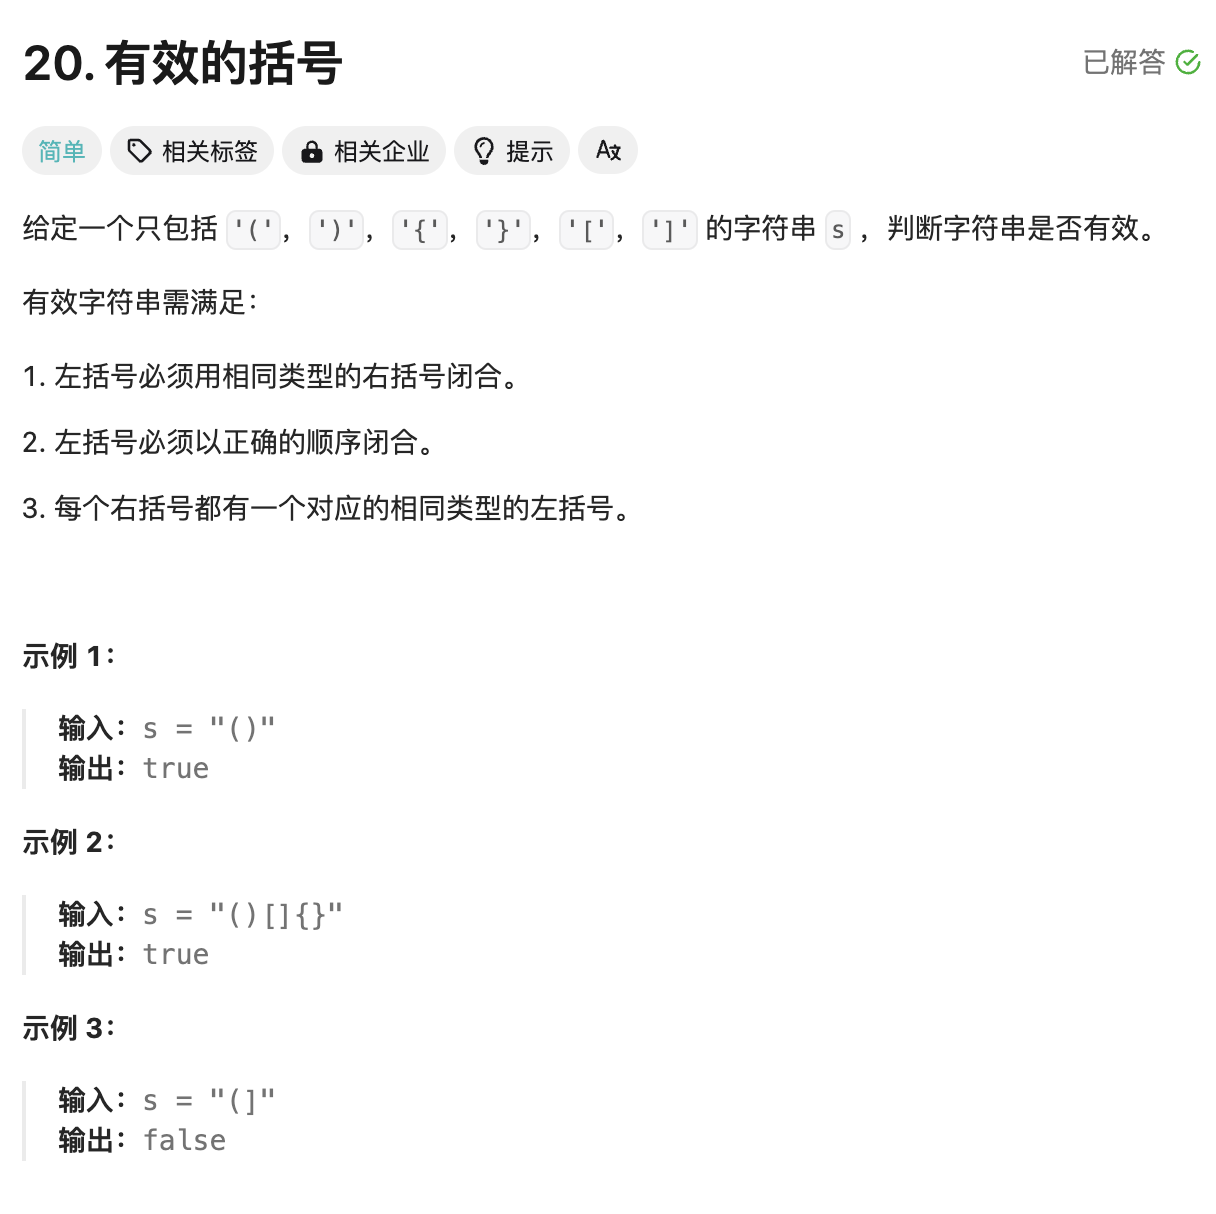 20. 有效的括号
已解答
简单 相关标签 相关企业 提示
给定一个只包括 '(', ')', '{', '}', '[', ']' 的字符串 s ，判断字符串是否有效。
有效字符串需满足：
1. 左括号必须用相同类型的右括号闭合。
2. 左括号必须以正确的顺序闭合。
3. 每个右括号都有一个对应的相同类型的左括号。
示例 1：
输入：s = "()"
输出：true
示例 2：
输入：s = "()[]{}"
输出：true
示例 3：
输入：s = "(]"
输出：false